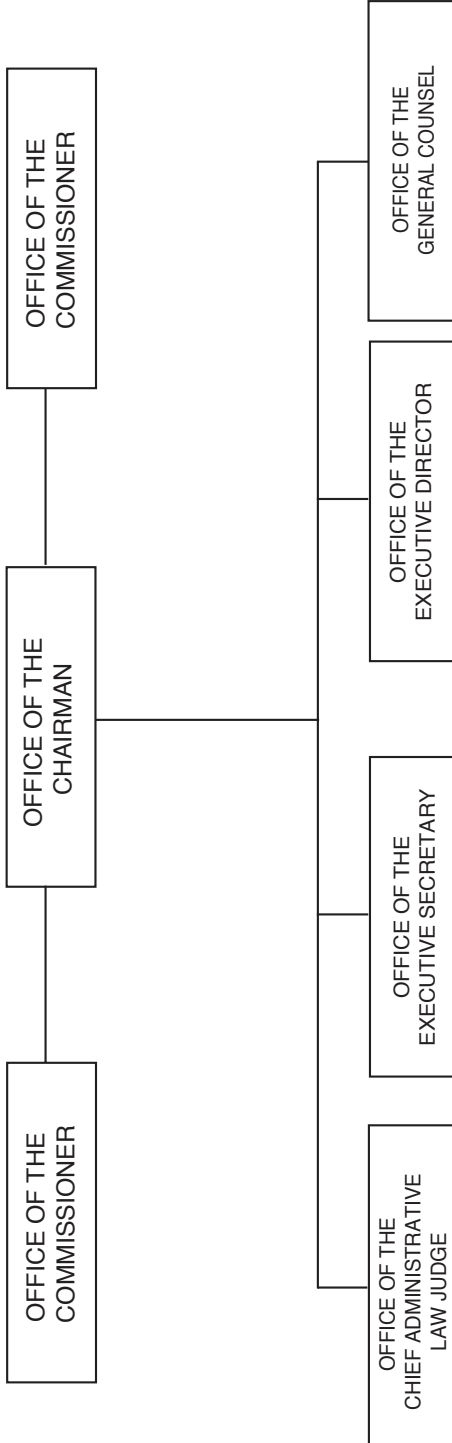 OFFICE OF THE
COMMISSIONER
OFFICE OF THE
CHAIRMAN
OFFICE OF THE
COMMISSIONER
OFFICE OF THE
CHIEF ADMINISTRATIVE
LAW JUDGE
OFFICE OF THE
EXECUTIVE SECRETARY
OFFICE OF THE
EXECUTIVE DIRECTOR
OFFICE OF THE
GENERAL COUNSEL